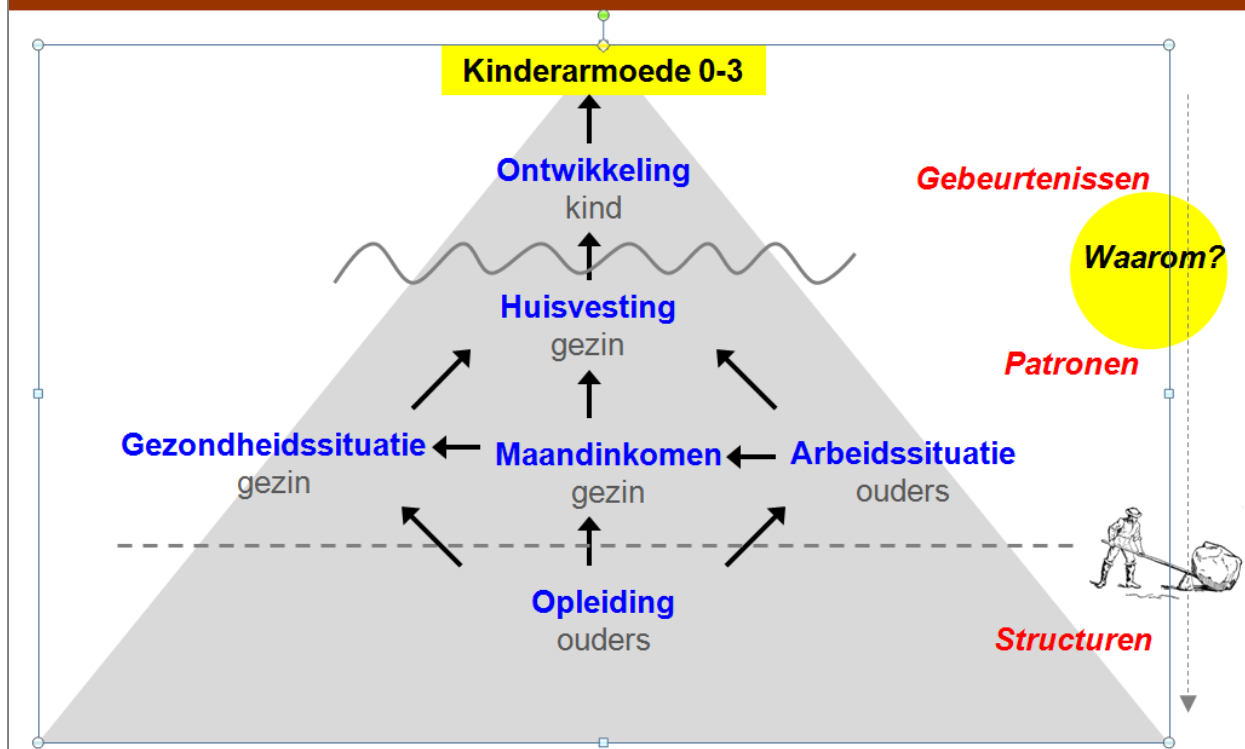 Kinderarmoede 0-3
Ontwikkeling
kind
Gebeurtenissen
Waarom?
Huisvesting
gezin
Patronen
Gezondheidssituatie
gezin
Maandinkomen
gezin
Arbeidssituatie
ouders
Opleiding
ouders
Structuren